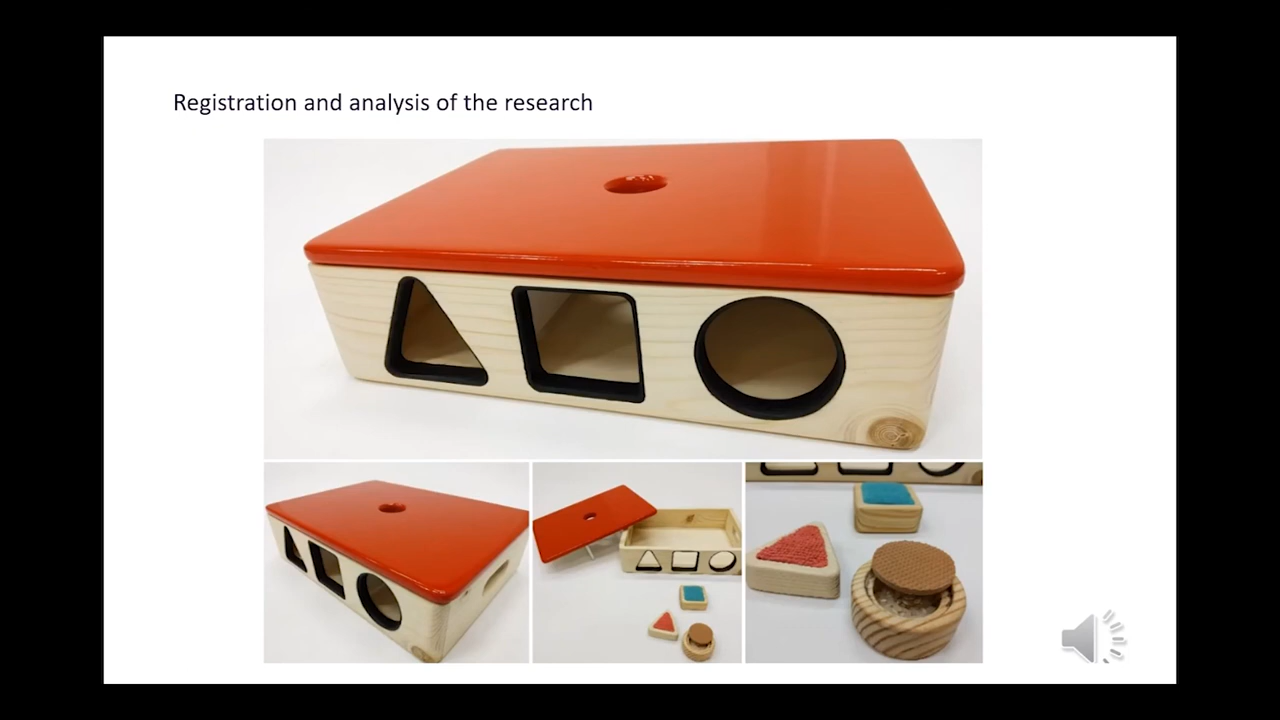 Registration and analysis of the research